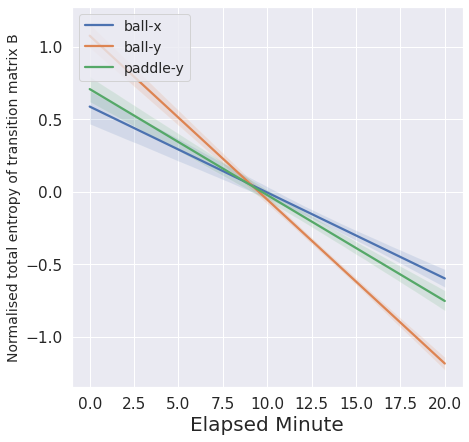 Normalised total entropy of transition matrix B
ball-x
ball-y
paddle-y
1.0
0.5
0.0
−0.5
−1.0
0.0 2.5 5.0 7.5 10.0 12.5 15.0 17.5 20.0
Elapsed Minute